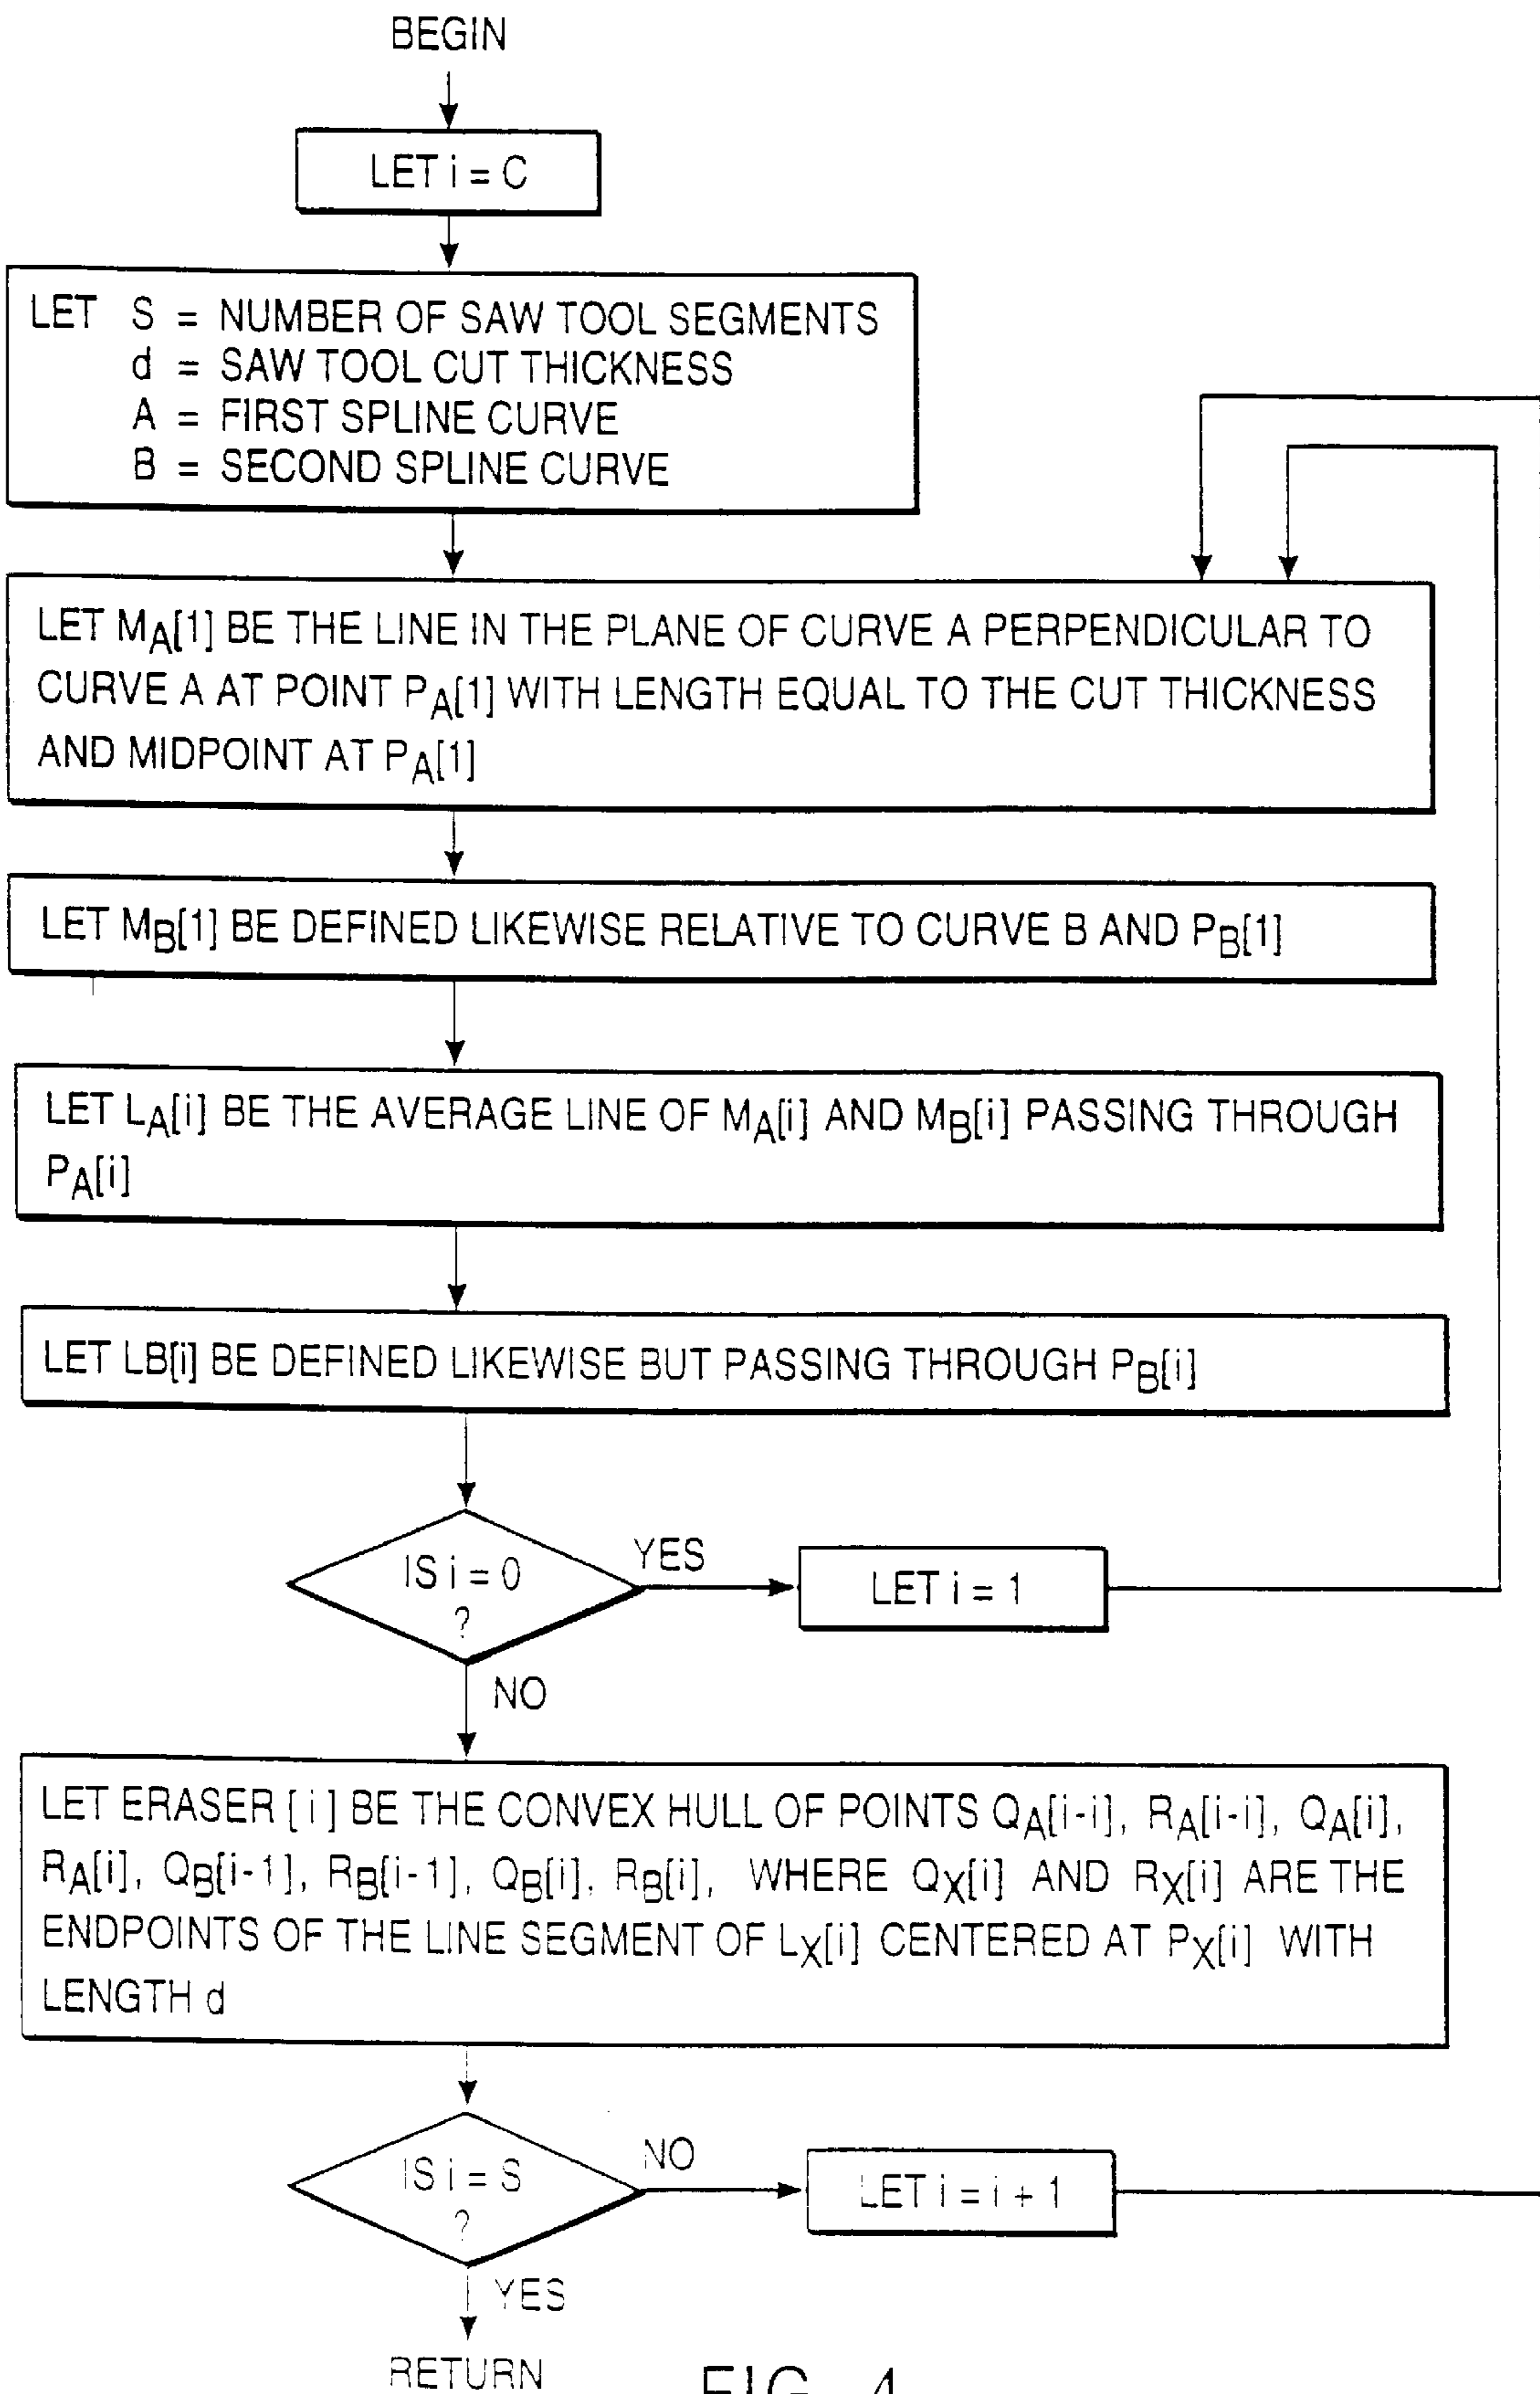 BEGIN
LET i = C
LET S = NUMBER OF SAW TOOL SEGMENTS
d = SAW TOOL CUT THICKNESS
A = FIRST SPLINE CURVE
B = SECOND SPLINE CURVE
LET MA[1] BE THE LINE IN THE PLANE OF CURVE A PERPENDICULAR TO
CURVE A AT POINT PA[1] WITH LENGTH EQUAL TO THE CUT THICKNESS
AND MIDPOINT AT PA[1]
LET MB[1] BE DEFINED LIKEWISE RELATIVE TO CURVE B AND PB[1]
LET LA[i] BE THE AVERAGE LINE OF MA[i] AND MB[i] PASSING THROUGH
PA[i]
LET LB[i] BE DEFINED LIKEWISE BUT PASSING THROUGH PB[i]
IS i = 0
?
YES
LET i = 1
NO
LET ERASER [ i ] BE THE CONVEX HULL OF POINTS QA[i-i], RA[i-i], QA[i],
RA[i], QB[i-1], RB[i-1], QB[i], RB[i], WHERE QX[i] AND RX[i] ARE THE
ENDPOINTS OF THE LINE SEGMENT OF LX[i] CENTERED AT PX[i] WITH
LENGTH d
IS i = S
?
NO
LET i = i + 1
YES
RETURN
FIG. 4